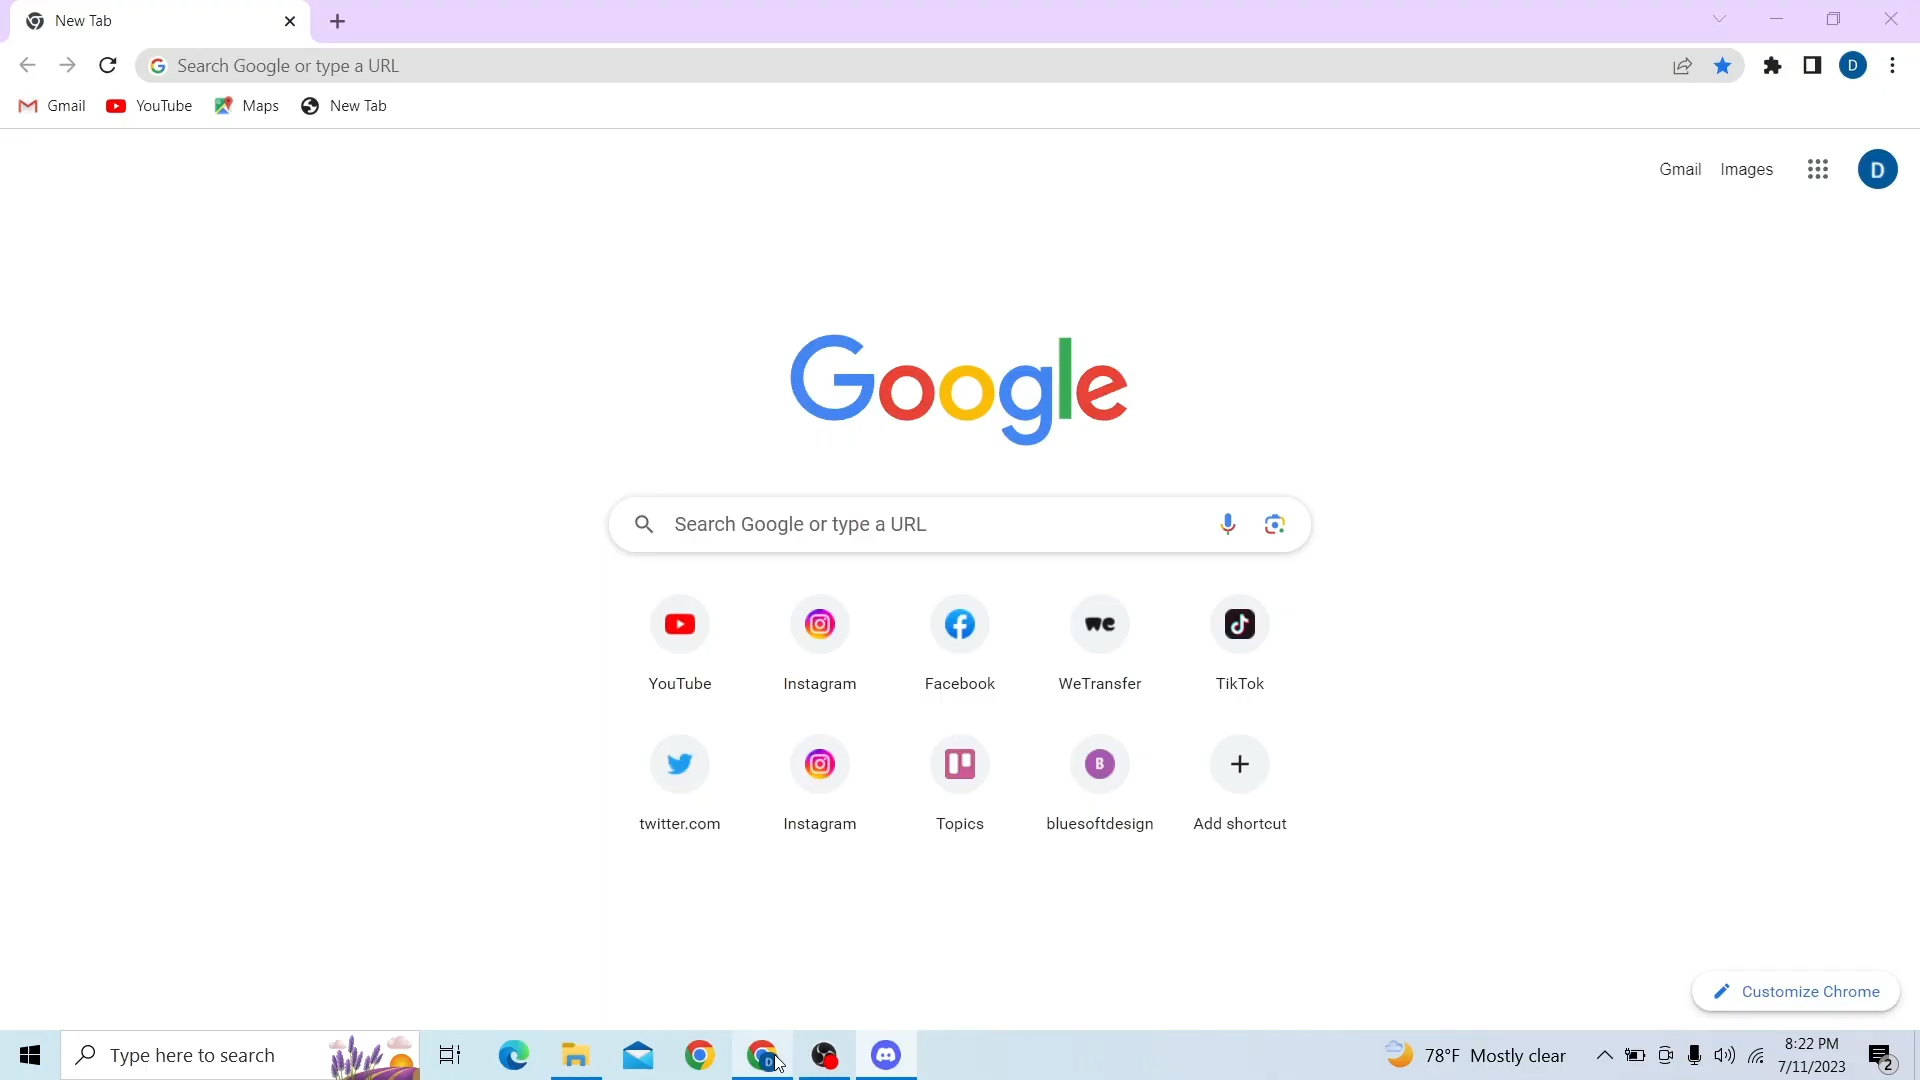 New Tab
Search Google or type a URL
D
Gmail YouTube Maps New Tab
Gmail Images D
Google
Search Google or type a URL
we
YouTube Instagram Facebook WeTransfer TikTok
B
twitter.com Instagram Topics bluesoftdesign Add shortcut
Customize Chrome
Type here to search
D
78°F Mostly clear
8:22 PM
7/11/2023
2